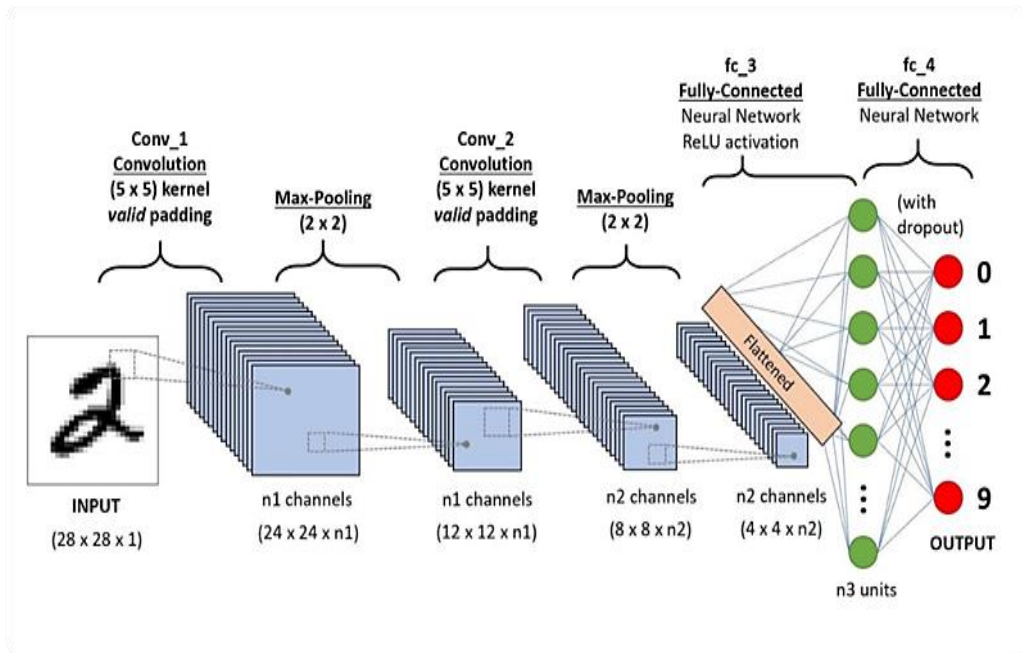 Conv_1
Convolution
(5 x 5) kernel
valid padding
Max-Pooling
(2 x 2)
Conv_2
Convolution
(5 x 5) kernel
valid padding
Max-Pooling
(2 x 2)
fc_3
Fully-Connected
Neural Network
ReLU activation
fc_4
Fully-Connected
Neural Network
(with
dropout)
INPUT
(28 x 28 x 1)
n1 channels
(24 x 24 x n1)
n1 channels
(12 x 12 x n1)
n2 channels
(8 x 8 x n2)
n2 channels
(4 x 4 x n2)
Flattened
n3 units
0
1
2
9
OUTPUT
2